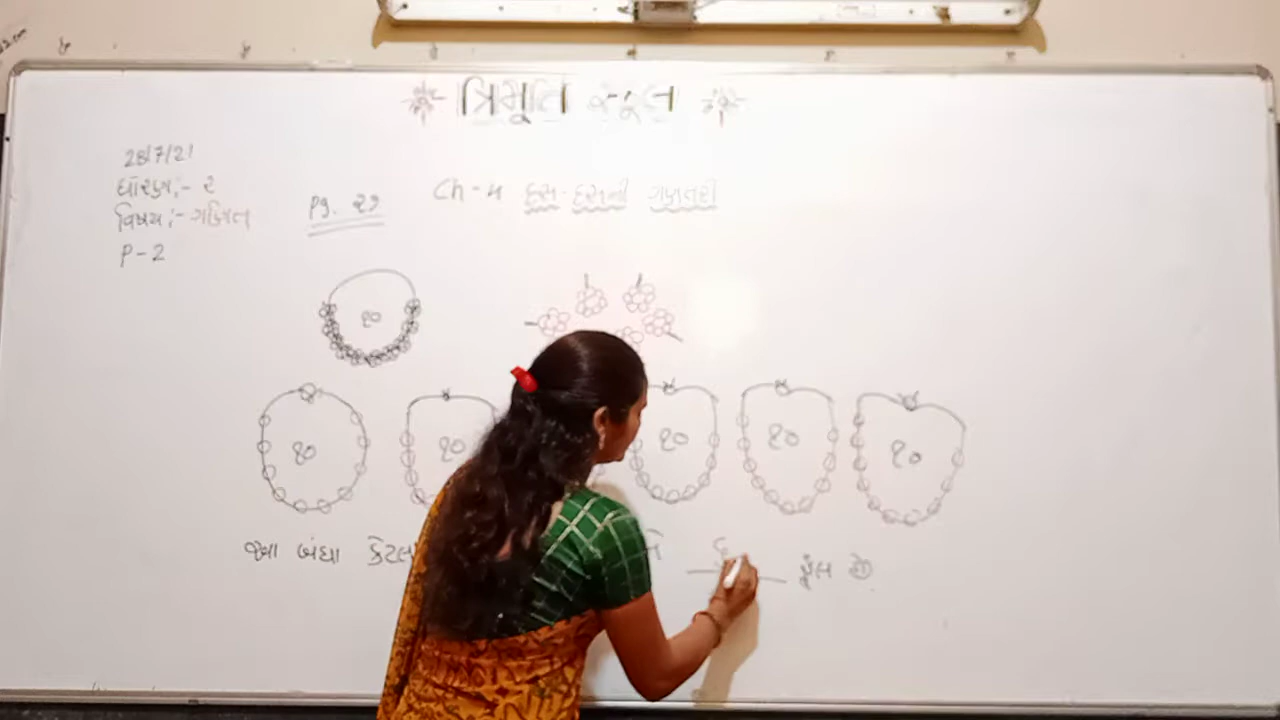 ત્રિમૂર્તિ સ્કૂલ
28/7/21
ધોરણ :- ૨
વિષય :- ગણિત
P-2
Pg. ૨૭
Ch-૫ દસ-દસની ગણતરી
૧૦
૧૦ ૧૦ ૧૦ ૧૦ ૧૦
આ બધા ફૂલ છે